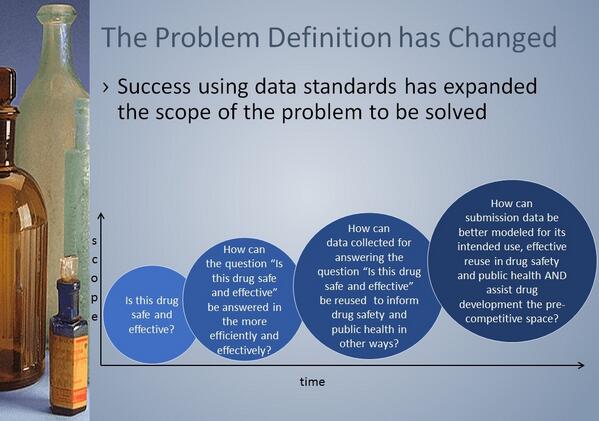 The Problem Definition has Changed
› Success using data standards has expanded
the scope of the problem to be solved
scope
Is this drug
safe and
effective?
How can
the question “Is
this drug safe
and effective”
be answered in
the more
efficiently and
effectively?
How can
data collected for
answering the
question “Is this drug
safe and effective”
be reused to inform
drug safety and
public health in
other ways?
How can
submission data be
better modeled for its
intended use, effective
reuse in drug safety
and public health AND
assist drug
development the pre-
competitive space?
time